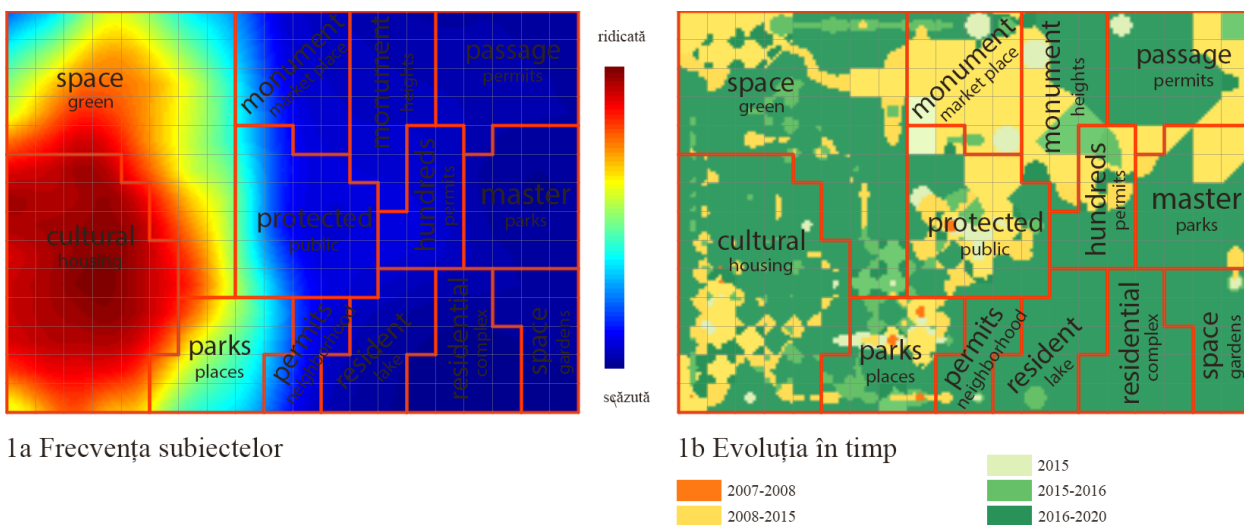 space
green
monument
market place
monument
heights
passage
permits
cultural
housing
protected
public
hundreds
permits
master
parks
parks
places
permits
neighborhood
resident
lake
residential
complex
space
gardens
ridicată
scăzută
1a Frecvența subiectelor
space
green
monument
market place
monument
heights
passage
permits
cultural
housing
protected
public
hundreds
permits
master
parks
parks
places
permits
neighborhood
resident
lake
residential
complex
space
gardens
1b Evoluția în timp
2007-2008
2008-2015
2015
2015-2016
2016-2020